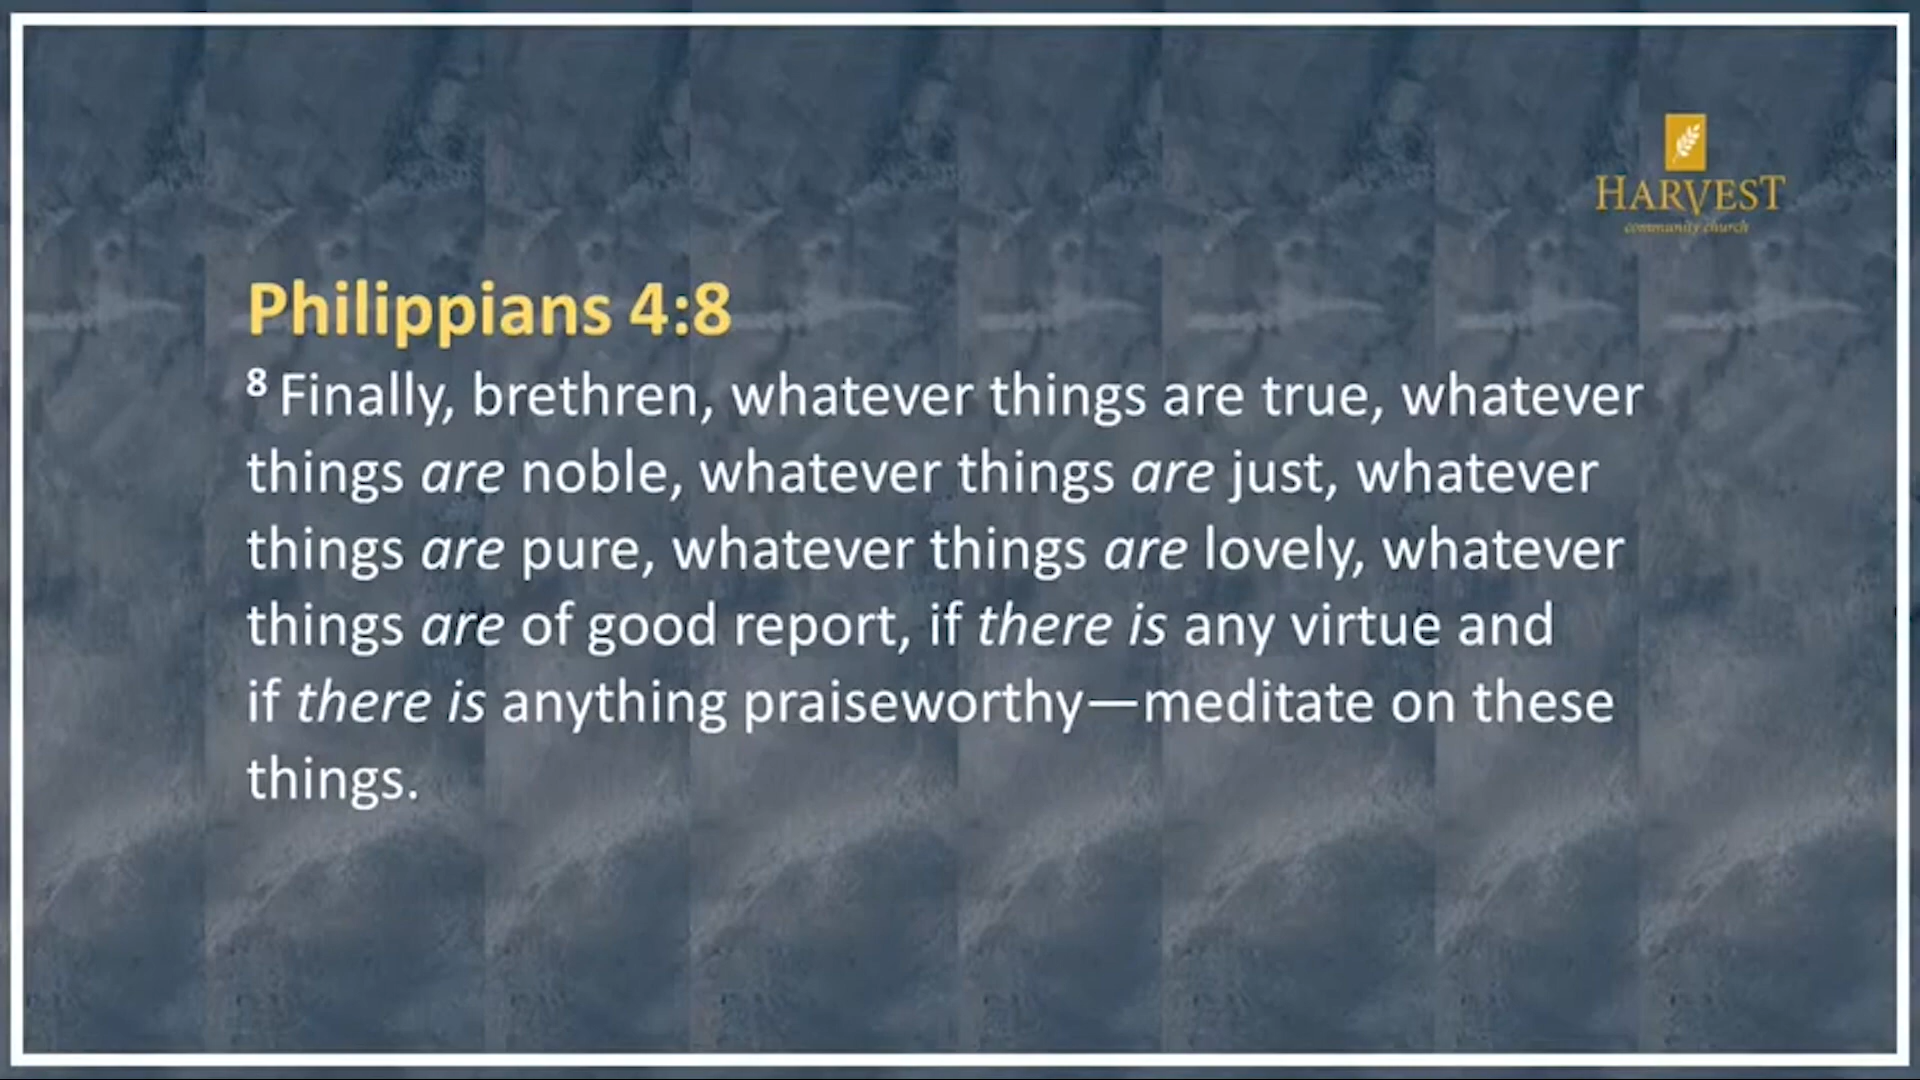 HARVEST
community church
Philippians 4:8
8 Finally, brethren, whatever things are true, whatever
things are noble, whatever things are just, whatever
things are pure, whatever things are lovely, whatever
things are of good report, if there is any virtue and
if there is anything praiseworthy—meditate on these
things.